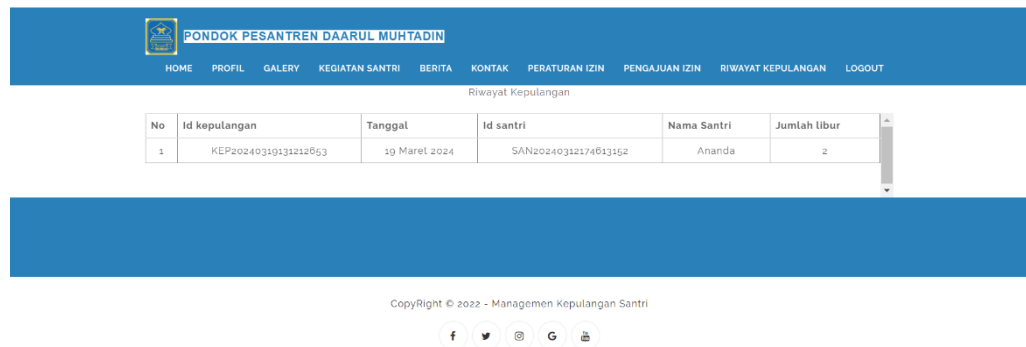 PONDOK PESANTREN DAARUL MUHTADIN
HOME PROFIL GALERY KEGIATAN SANTRI BERITA KONTAK PERATURAN IZIN PENGAJUAN IZIN RIWAYAT KEPULANGAN LOGOUT
Riwayat Kepulangan
No Id kepulangan Tanggal Id santri Nama Santri Jumlah libur
1 KEP20240319131212653 19 Maret 2024 SAN20240312174613152 Ananda 2
CopyRight © 2022 - Managemen Kepulangan Santri